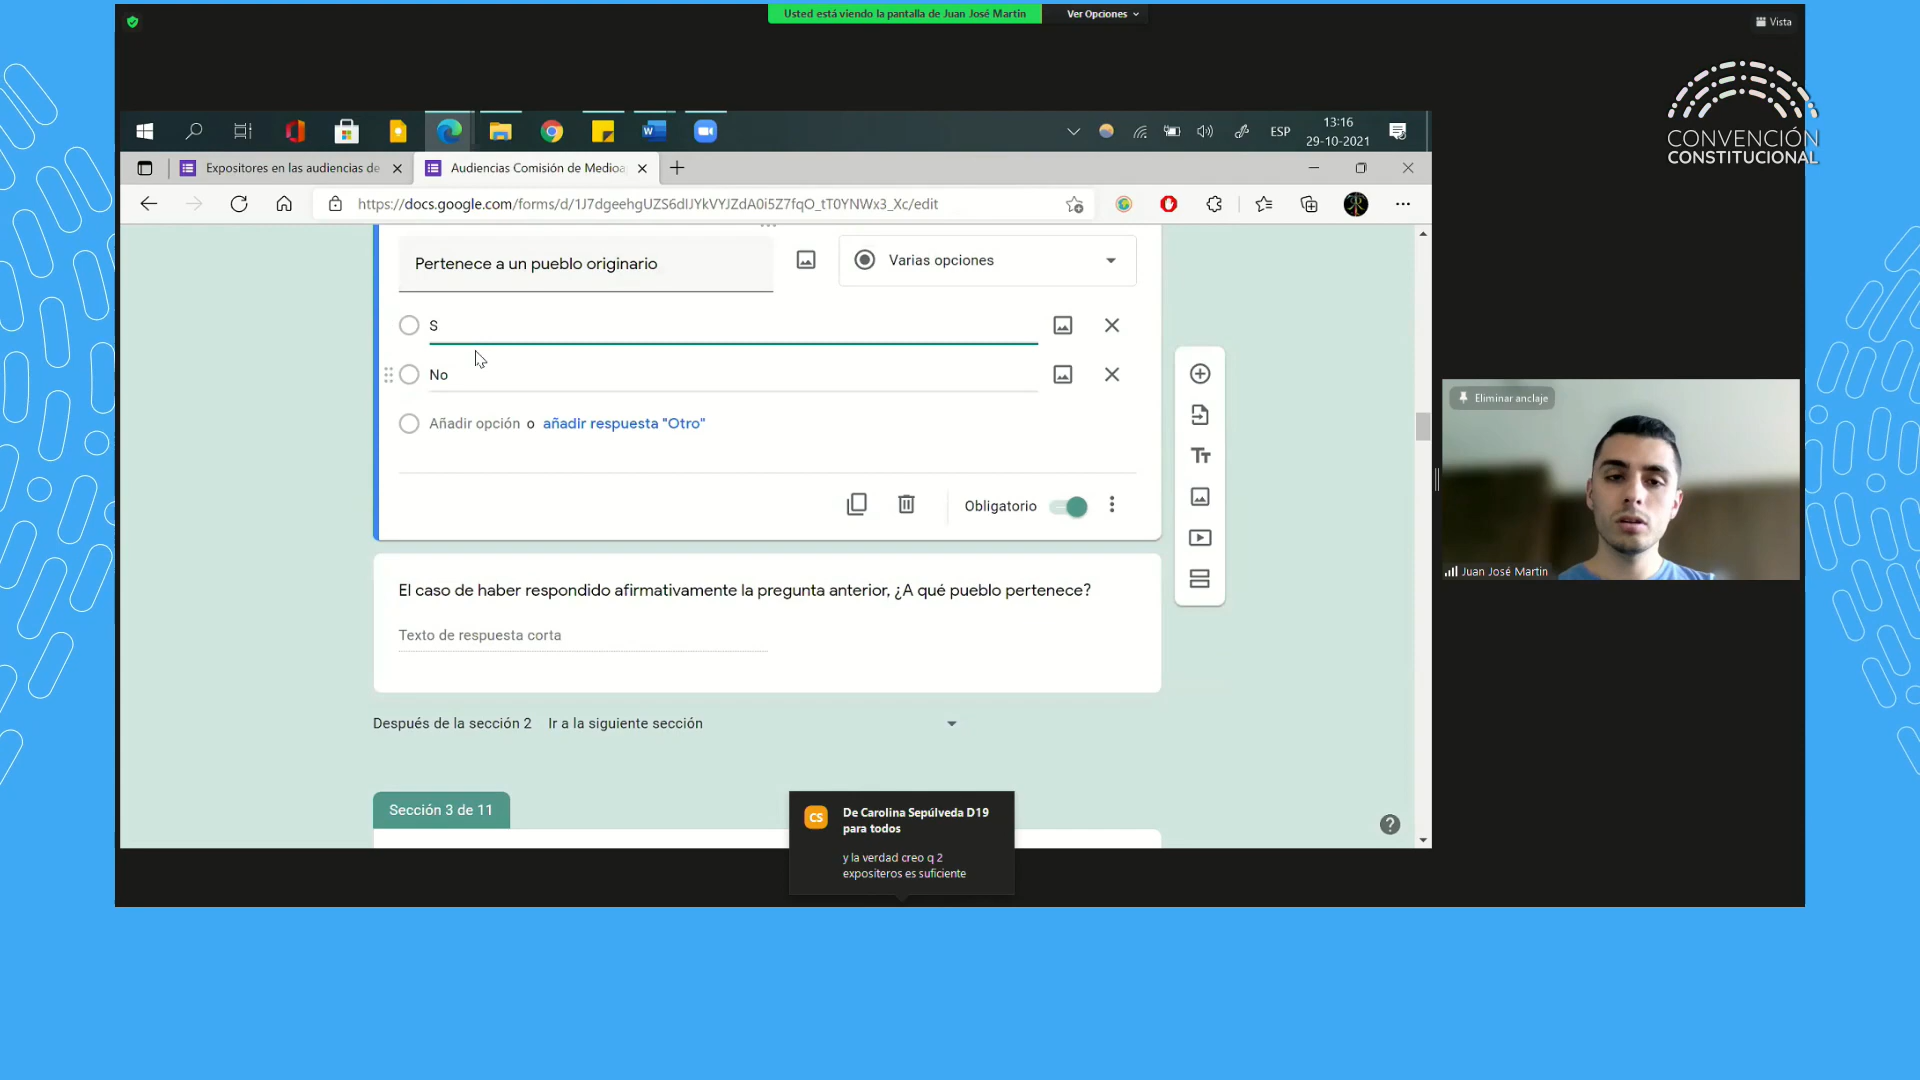 Usted está viendo la pantalla de Juan José Martin
Ver Opciones
Vista
CONVENCIÓN
CONSTITUCIONAL
ESP
13:16
29-10-2021
Expositores en las audiencias de
Audiencias Comisión de Medioa
https://docs.google.com/forms/d/1J7dgeehgUZS6dIJYkVYJZdA0i5Z7fqO_tT0YNWx3_Xc/edit
Pertenece a un pueblo originario
Varias opciones
S
No
Añadir opción o añadir respuesta "Otro"
Obligatorio
El caso de haber respondido afirmativamente la pregunta anterior, ¿A qué pueblo pertenece?
Texto de respuesta corta
Después de la sección 2 Ir a la siguiente sección
Sección 3 de 11
CS
De Carolina Sepúlveda D19
para todos
y la verdad creo q 2
expositeros es suficiente
Eliminar anclaje
Juan José Martin